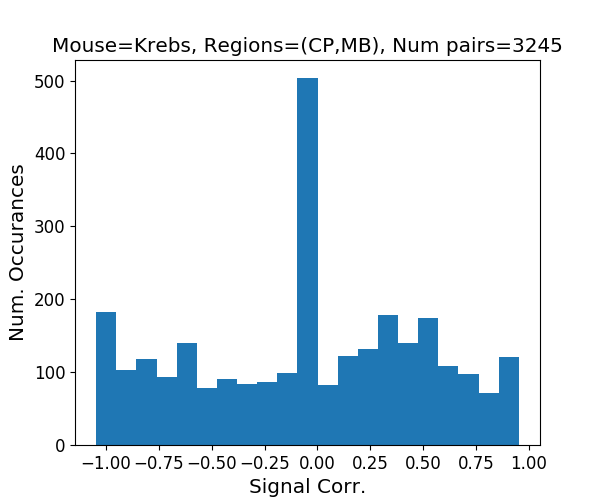 Mouse=Krebs, Regions=(CP,MB), Num pairs=3245
Num. Occurances
500
400
300
200
100
0
−1.00 −0.75 −0.50 −0.25 0.00 0.25 0.50 0.75 1.00
Signal Corr.